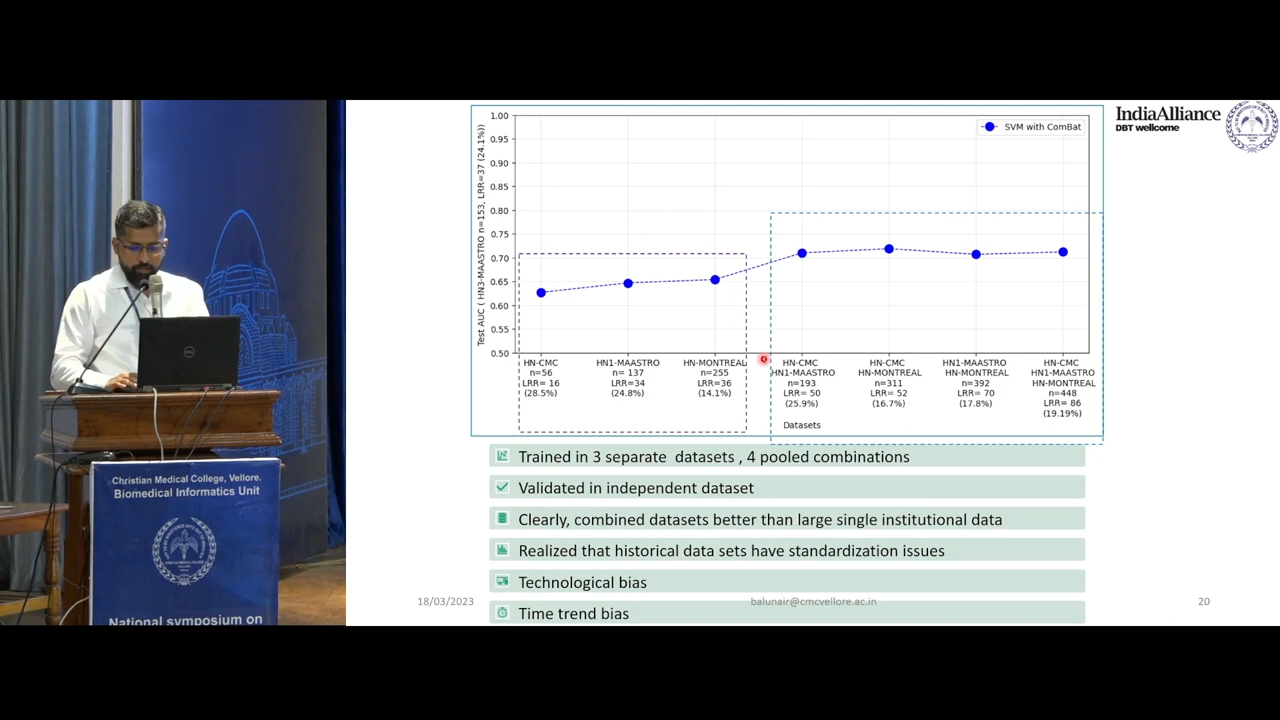 IndiaAlliance
DBT wellcome
SVM with ComBat
Test AUC ( HN3-MAASTRO n=153, LRR=37 (24.1%))
1.00
0.95
0.90
0.85
0.80
0.75
0.70
0.65
0.60
0.55
0.50
HN-CMC
n=56
LRR= 16
(28.5%)
HN1-MAASTRO
n= 137
LRR=34
(24.8%)
HN-MONTREAL
n=255
LRR=36
(14.1%)
HN-CMC
HN1-MAASTRO
n=193
LRR= 50
(25.9%)
HN-CMC
HN-MONTREAL
n=311
LRR= 52
(16.7%)
HN1-MAASTRO
HN-MONTREAL
n=392
LRR= 70
(17.8%)
HN-CMC
HN1-MAASTRO
HN-MONTREAL
n=448
LRR= 86
(19.19%)
Datasets
Trained in 3 separate datasets , 4 pooled combinations
Validated in independent dataset
Clearly, combined datasets better than large single institutional data
Realized that historical data sets have standardization issues
Technological bias
Time trend bias
18/03/2023
balunair@cmcvellore.ac.in
20
Christian Medical College, Vellore.
Biomedical Informatics Unit
National symposium on